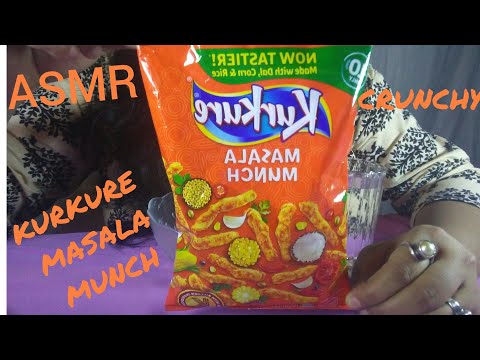 NOW TASTIER!
Made with Dal, Corn & Rice
ASMR
CRUNCHY
Kurkure
MASALA
MUNCH
KURKURE
MASALA
MUNCH